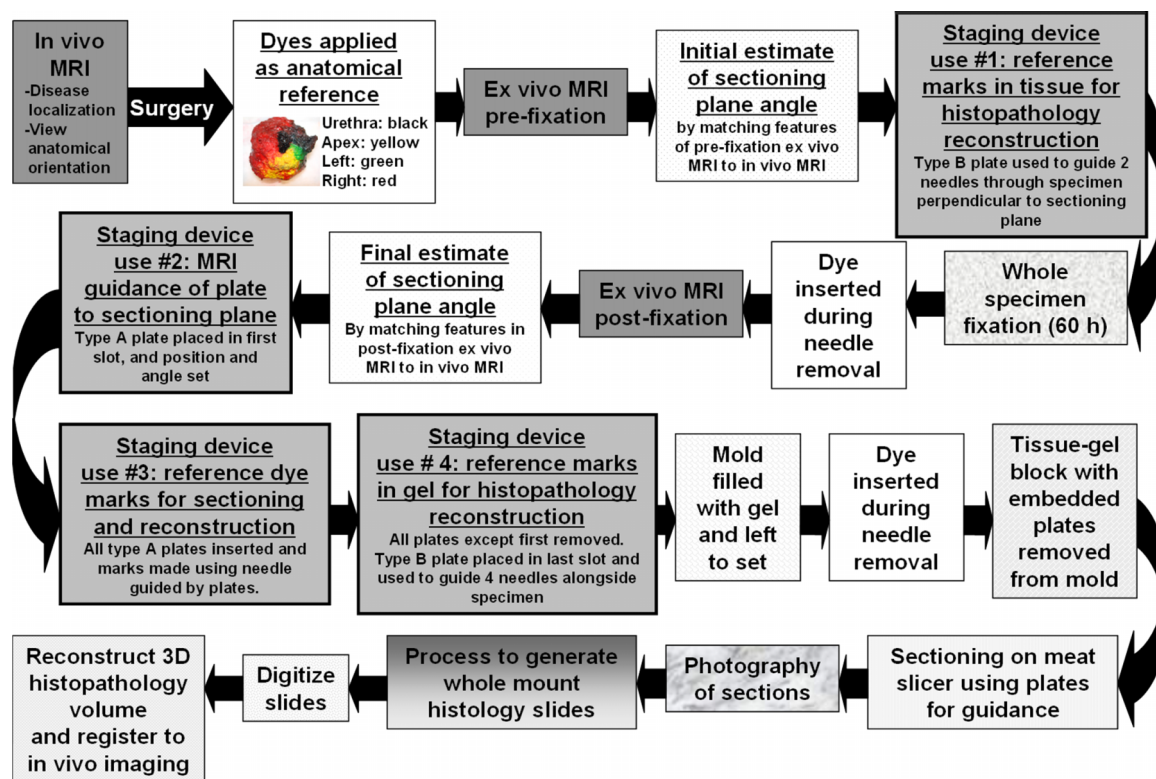 In vivo
MRI
-Disease
localization
-View
anatomical
orientation
Surgery
Dyes applied
as anatomical
reference
Urethra: black
Apex: yellow
Left: green
Right: red
Ex vivo MRI
pre-fixation
Initial estimate
of sectioning
plane angle
by matching features
of pre-fixation ex vivo
MRI to in vivo MRI
Staging device
use #1: reference
marks in tissue for
histopathology
reconstruction
Type B plate used to guide 2
needles through specimen
perpendicular to sectioning
plane
Whole
specimen
fixation (60 h)
Dye
inserted
during
needle
removal
Ex vivo MRI
post-fixation
Final estimate
of sectioning
plane angle
By matching features in
post-fixation ex vivo
MRI to in vivo MRI
Staging device
use #2: MRI
guidance of plate
to sectioning plane
Type A plate placed in first
slot, and position and
angle set
Staging device
use #3: reference dye
marks for sectioning
and reconstruction
All type A plates inserted and
marks made using needle
guided by plates.
Staging device
use # 4: reference marks
in gel for histopathology
reconstruction
All plates except first removed.
Type B plate placed in last slot and
used to guide 4 needles alongside
specimen
Mold
filled
with gel
and left
to set
Dye
inserted
during
needle
removal
Tissue-gel
block with
embedded
plates
removed
from mold
Sectioning on meat
slicer using plates
for guidance
Photography
of sections
Process to generate
whole mount
histology slides
Digitize
slides
Reconstruct 3D
histopathology
volume
and register to
in vivo imaging